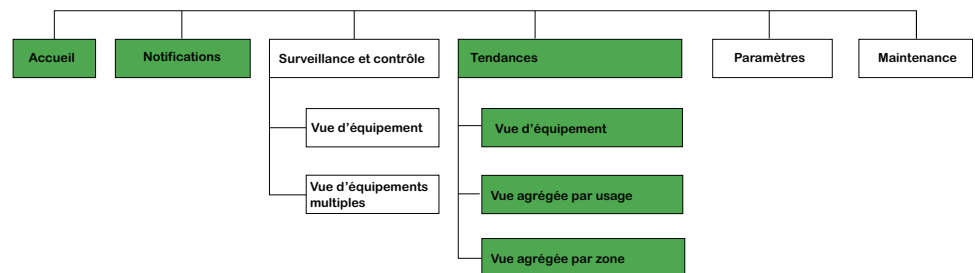 Accueil
Notifications
Surveillance et contrôle
Tendances
Paramètres
Maintenance
Vue d'équipement
Vue d'équipements
multiples
Vue d'équipement
Vue agrégée par usage
Vue agrégée par zone